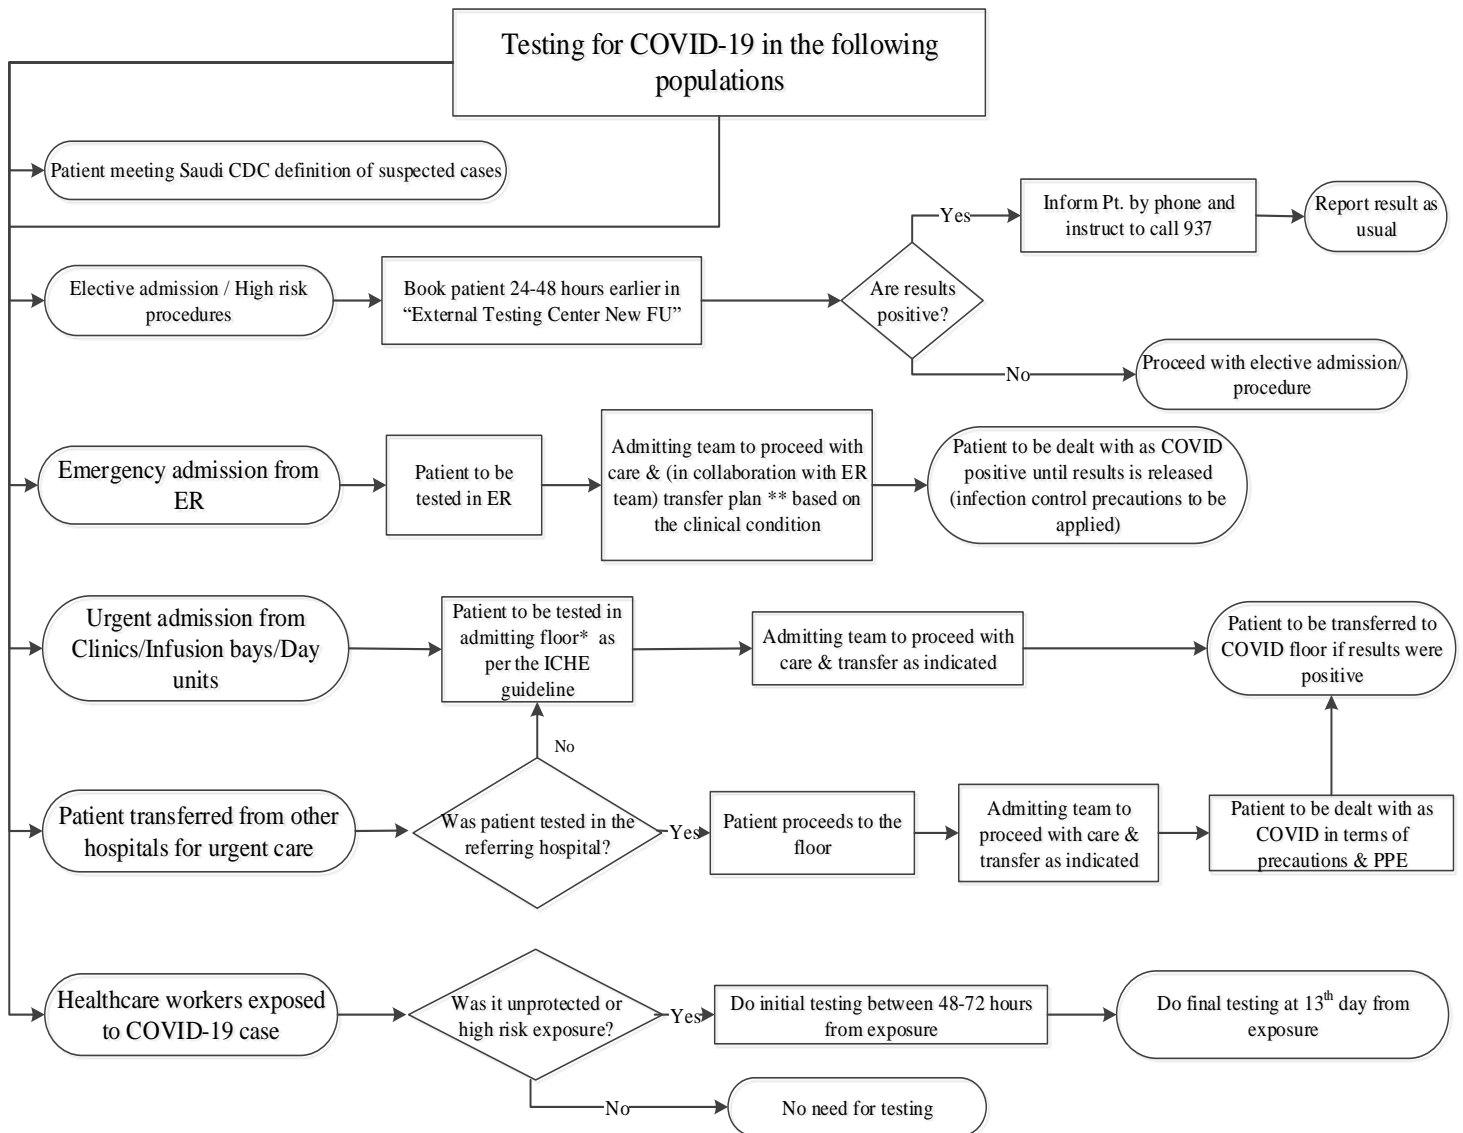 Testing for COVID-19 in the following
populations
Patient meeting Saudi CDC definition of suspected cases
Elective admission / High risk
procedures
Book patient 24-48 hours earlier in
“External Testing Center New FU”
Are results
positive?
Yes
Inform Pt. by phone and
instruct to call 937
Report result as
usual
No
Proceed with elective admission/
procedure
Emergency admission from
ER
Patient to be
tested in ER
Admitting team to proceed with
care & (in collaboration with ER
team) transfer plan ** based on
the clinical condition
Patient to be dealt with as COVID
positive until results is released
(infection control precautions to be
applied)
Urgent admission from
Clinics/Infusion bays/Day
units
Patient to be tested in
admitting floor* as
per the ICHE
guideline
Admitting team to proceed with
care & transfer as indicated
Patient to be transferred to
COVID floor if results were
positive
No
Patient transferred from other
hospitals for urgent care
Was patient tested in the
referring hospital?
Yes
Patient proceeds to the
floor
Admitting team to
proceed with care &
transfer as indicated
Patient to be dealt with as
COVID in terms of
precautions & PPE
Healthcare workers exposed
to COVID-19 case
Was it unprotected or
high risk exposure?
Yes
Do initial testing between 48-72 hours
from exposure
Do final testing at 13th day from
exposure
No
No need for testing